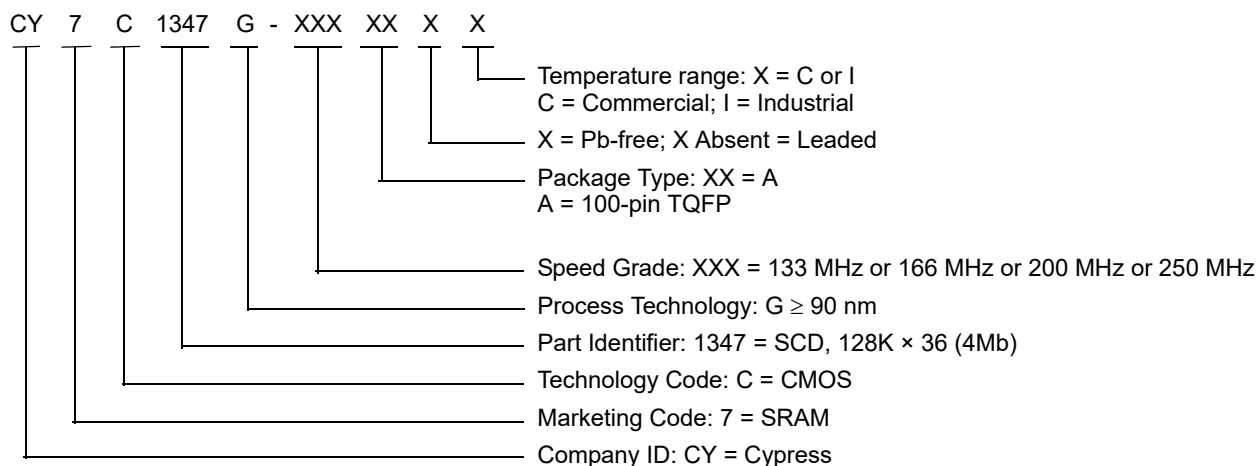 CY 7 C 1347 G - XXX XX X X
Temperature range: X = C or I
C = Commercial; I = Industrial
X = Pb-free; X Absent = Leaded
Package Type: XX = A
A = 100-pin TQFP
Speed Grade: XXX = 133 MHz or 166 MHz or 200 MHz or 250 MHz
Process Technology: G ≥ 90 nm
Part Identifier: 1347 = SCD, 128K × 36 (4Mb)
Technology Code: C = CMOS
Marketing Code: 7 = SRAM
Company ID: CY = Cypress